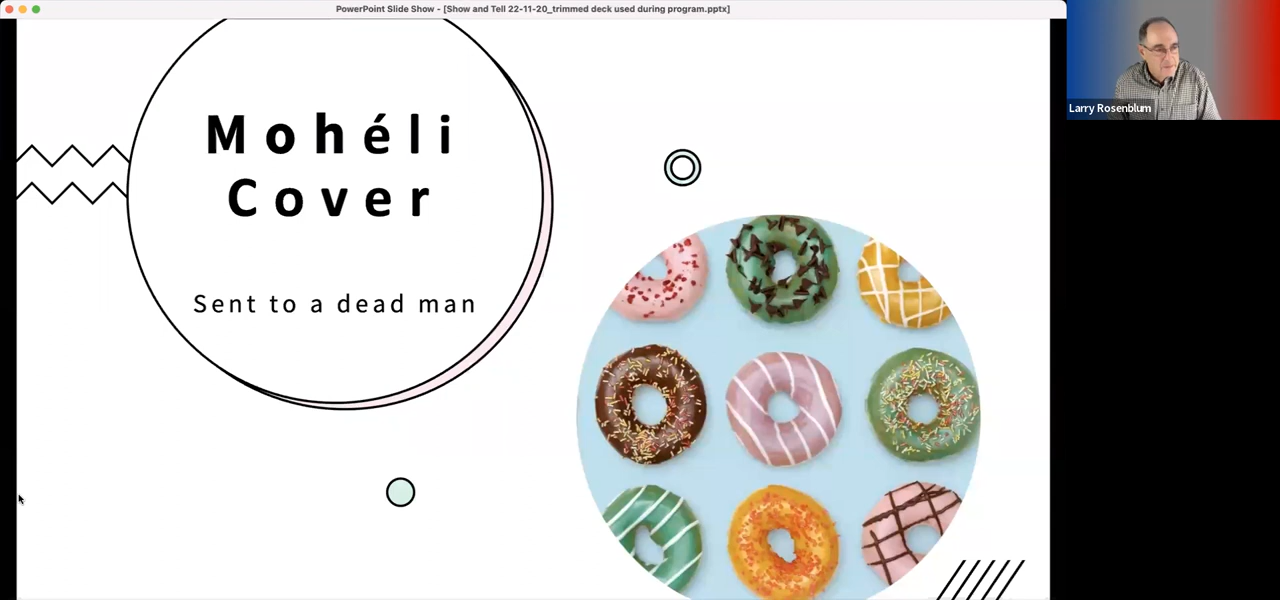 PowerPoint Slide Show - [Show and Tell 22-11-20_trimmed deck used during program.pptx]
Mohéli
Cover
Sent to a dead man
Larry Rosenblum